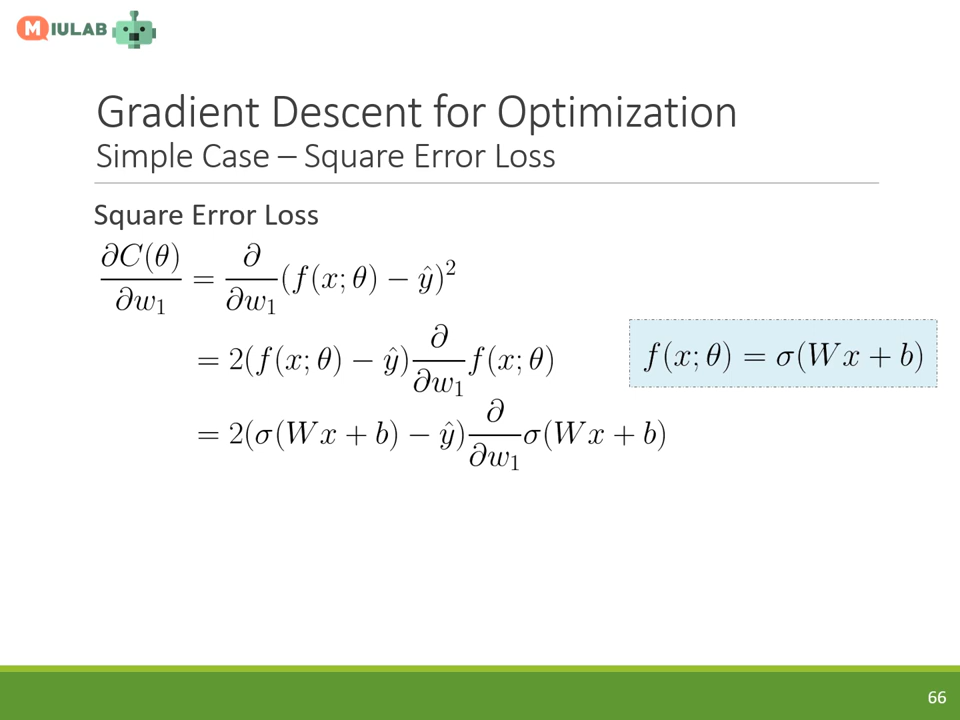 MIULAB
Gradient Descent for Optimization
Simple Case – Square Error Loss
Square Error Loss
∂C(θ)/∂w₁ = ∂/∂w₁ (f(x; θ) − ŷ)²
= 2(f(x; θ) − ŷ) ∂/∂w₁ f(x; θ)
f(x; θ) = σ(Wx + b)
= 2(σ(Wx + b) − ŷ) ∂/∂w₁ σ(Wx + b)
66